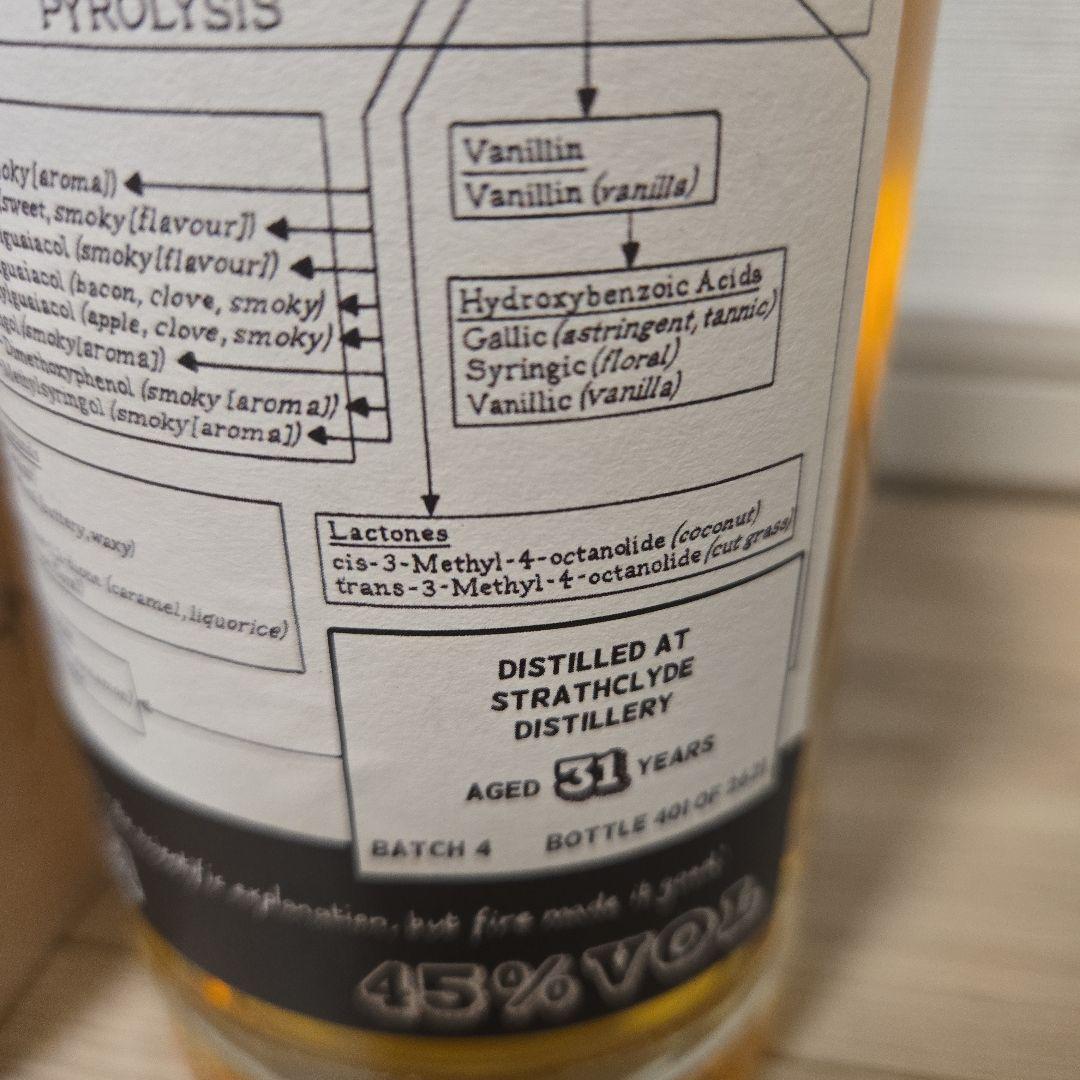 PYROLYSIS
Vanillin
Vanillin (vanilla)
oky[aroma])
(sweet, smoky[flavour])
guaiacol (smoky[flavour])
guaiacol (bacon, clove, smoky)
guaiacol (apple, clove, smoky)
(smoky[aroma])
Dimethoxyphenol (smoky [aroma])
Methylsyringol (smoky[aroma])
Hydroxybenzoic Acids
Gallic (astringent, tannic)
Syringic (floral)
Vanillic (vanilla)
waxy)
(caramel, liquorice)
Lactones
cis-3-Methyl-4-octanolide (coconut)
trans-3-Methyl-4-octanolide (cut grass)
DISTILLED AT
STRATHCLYDE
DISTILLERY
AGED 31 YEARS
BATCH 4 BOTTLE 401 OF
explanation, but fire made it good!
45% VOL